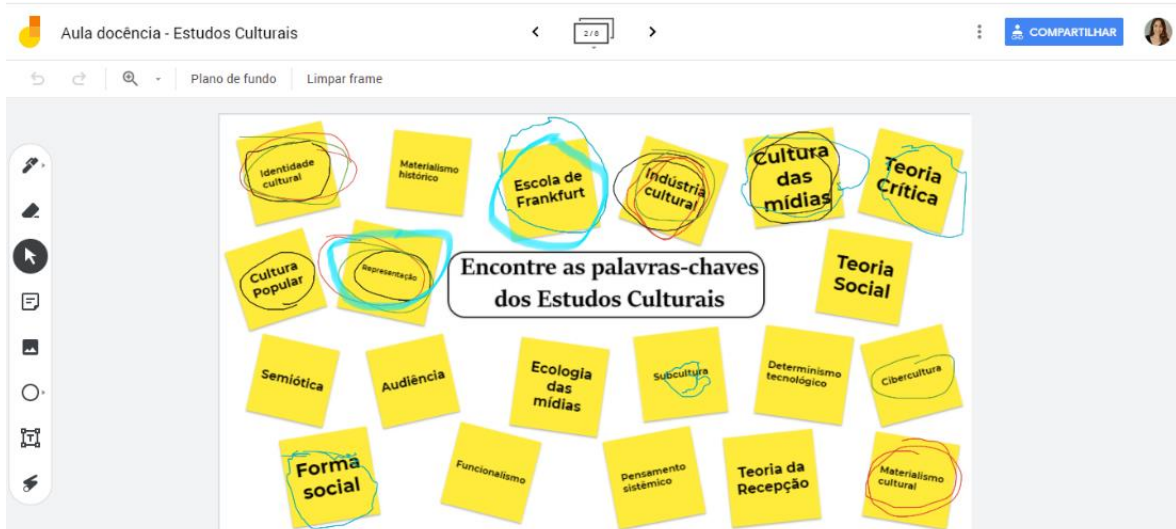 Aula docência - Estudos Culturais
2/8
COMPARTILHAR
Plano de fundo
Limpar frame
Identidade
cultural
Materialismo
histórico
Escola de
Frankfurt
Indústria
cultural
Cultura
das
mídias
Teoria
Crítica
Cultura
Popular
Representação
Encontre as palavras-chaves
dos Estudos Culturais
Teoria
Social
Semiótica
Audiência
Ecologia
das
mídias
Subcultura
Determinismo
tecnológico
Cibercultura
Forma
social
Funcionalismo
Pensamento
sistêmico
Teoria da
Recepção
Materialismo
cultural